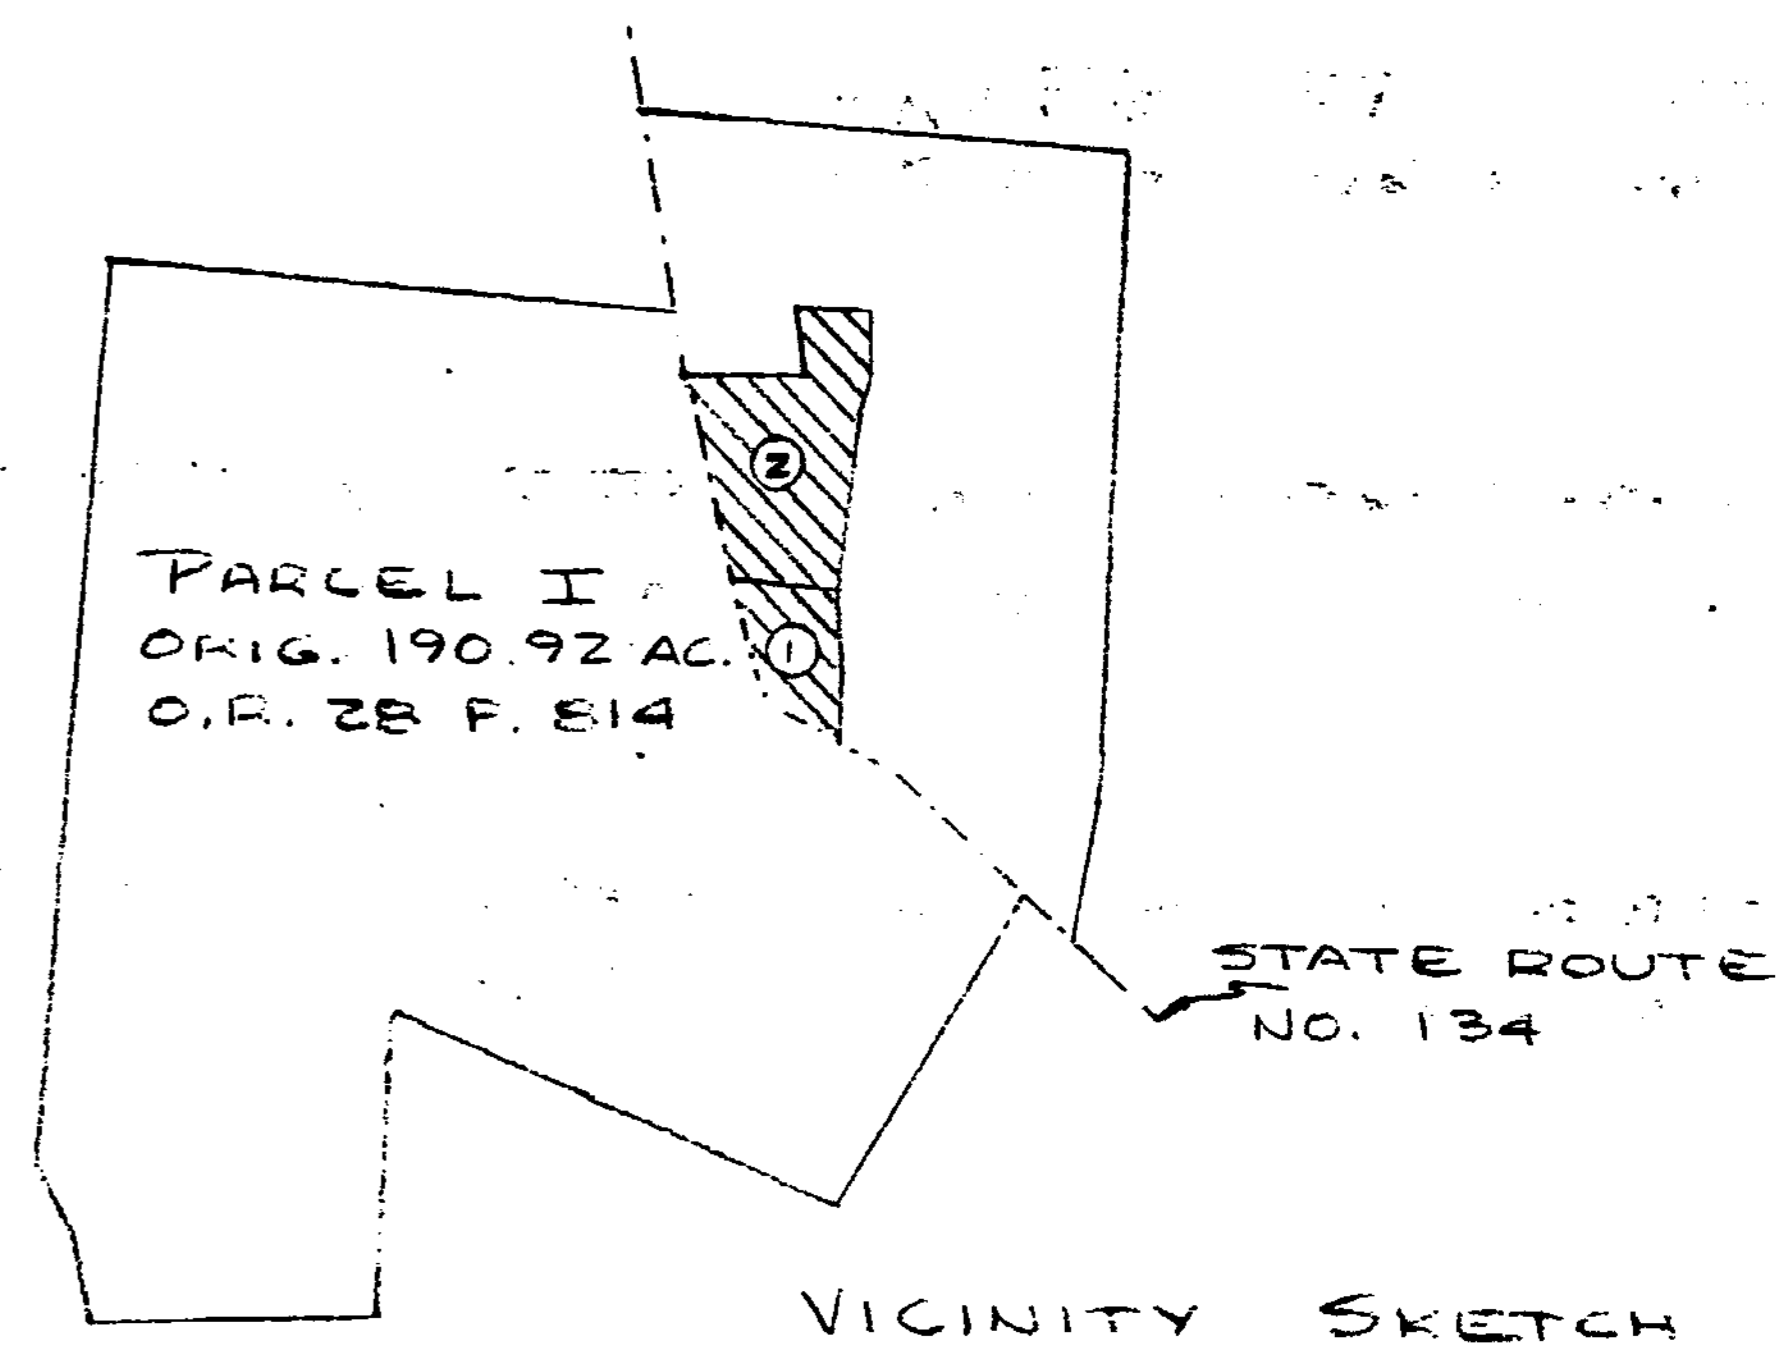 2
PARCEL I
ORIG. 190.92 AC.
1
O.R. 28 P. 814
STATE ROUTE
NO. 134
VICINITY SKETCH